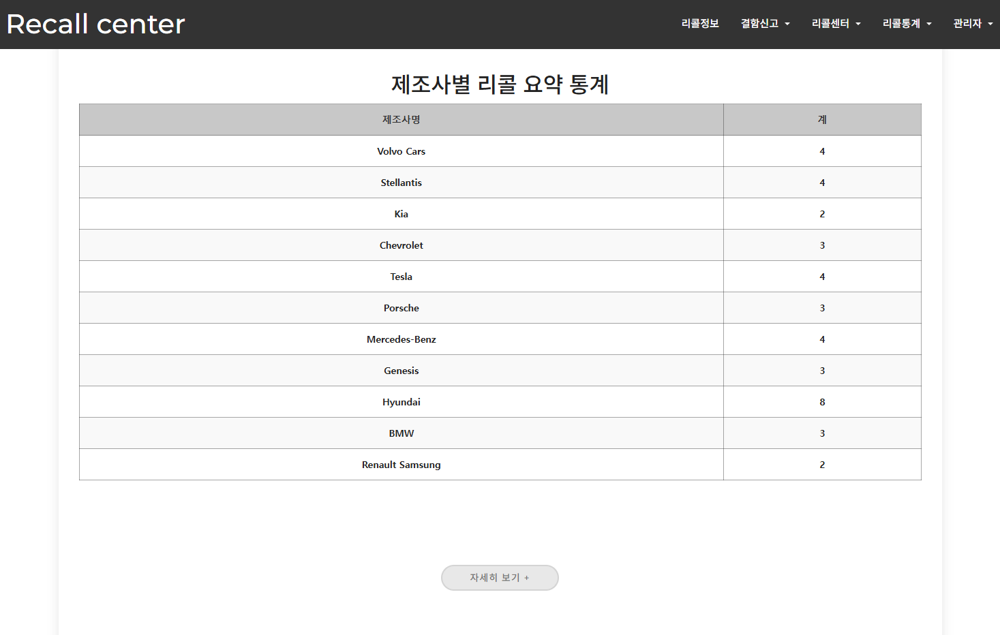 Recall center 리콜정보 결함신고 리콜센터 리콜통계 관리자
제조사별 리콜 요약 통계
제조사명 계
Volvo Cars 4
Stellantis 4
Kia 2
Chevrolet 3
Tesla 4
Porsche 3
Mercedes-Benz 4
Genesis 3
Hyundai 8
BMW 3
Renault Samsung 2
자세히 보기 +